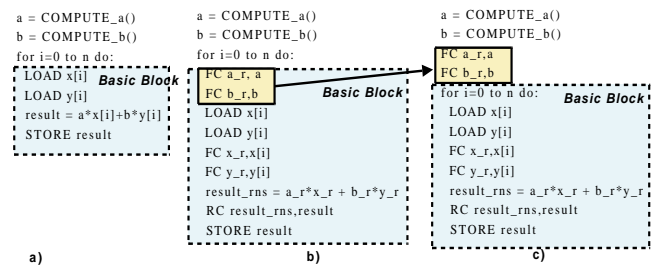 a = COMPUTE_a()
b = COMPUTE_b()
for i=0 to n do:
LOAD x[i]
Basic Block
LOAD y[i]
result = a*x[i]+b*y[i]
STORE result
a)
a = COMPUTE_a()
b = COMPUTE_b()
for i=0 to n do:
FC a_r, a
FC b_r,b
Basic Block
LOAD x[i]
LOAD y[i]
FC x_r,x[i]
FC y_r,y[i]
result_rns = a_r*x_r + b_r*y_r
RC result_rns,result
STORE result
b)
a = COMPUTE_a()
b = COMPUTE_b()
FC a_r,a
FC b_r,b
for i=0 to n do:
Basic Block
LOAD x[i]
LOAD y[i]
FC x_r,x[i]
FC y_r,y[i]
result_rns = a_r*x_r + b_r*y_r
RC result_rns,result
STORE result
c)